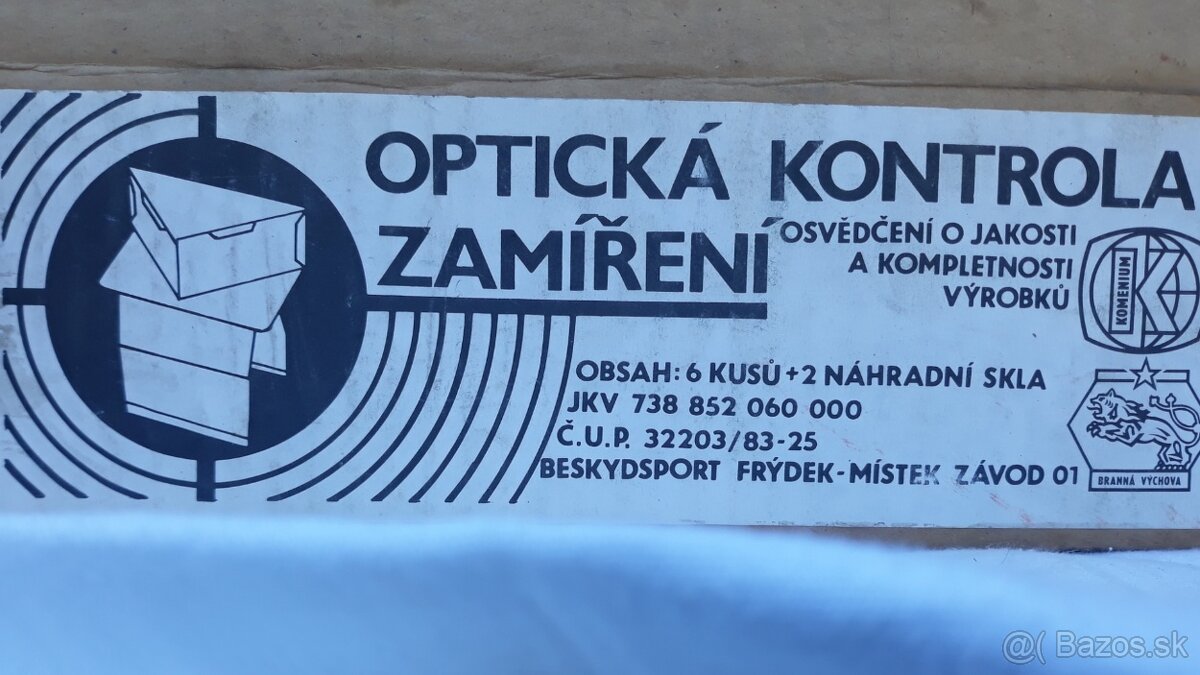 OPTICKÁ KONTROLA
ZAMÍŘENÍ
OSVĚDČENÍ O JAKOSTI
A KOMPLETNOSTI
VÝROBKŮ
KOMENIUM
K
OBSAH: 6 KUSŮ + 2 NÁHRADNÍ SKLA
JKV 738 852 060 000
Č.U.P. 32203/83-25
BESKYDSPORT FRÝDEK-MÍSTEK ZÁVOD 01
BRANNÁ VÝCHOVA
@( Bazos.sk